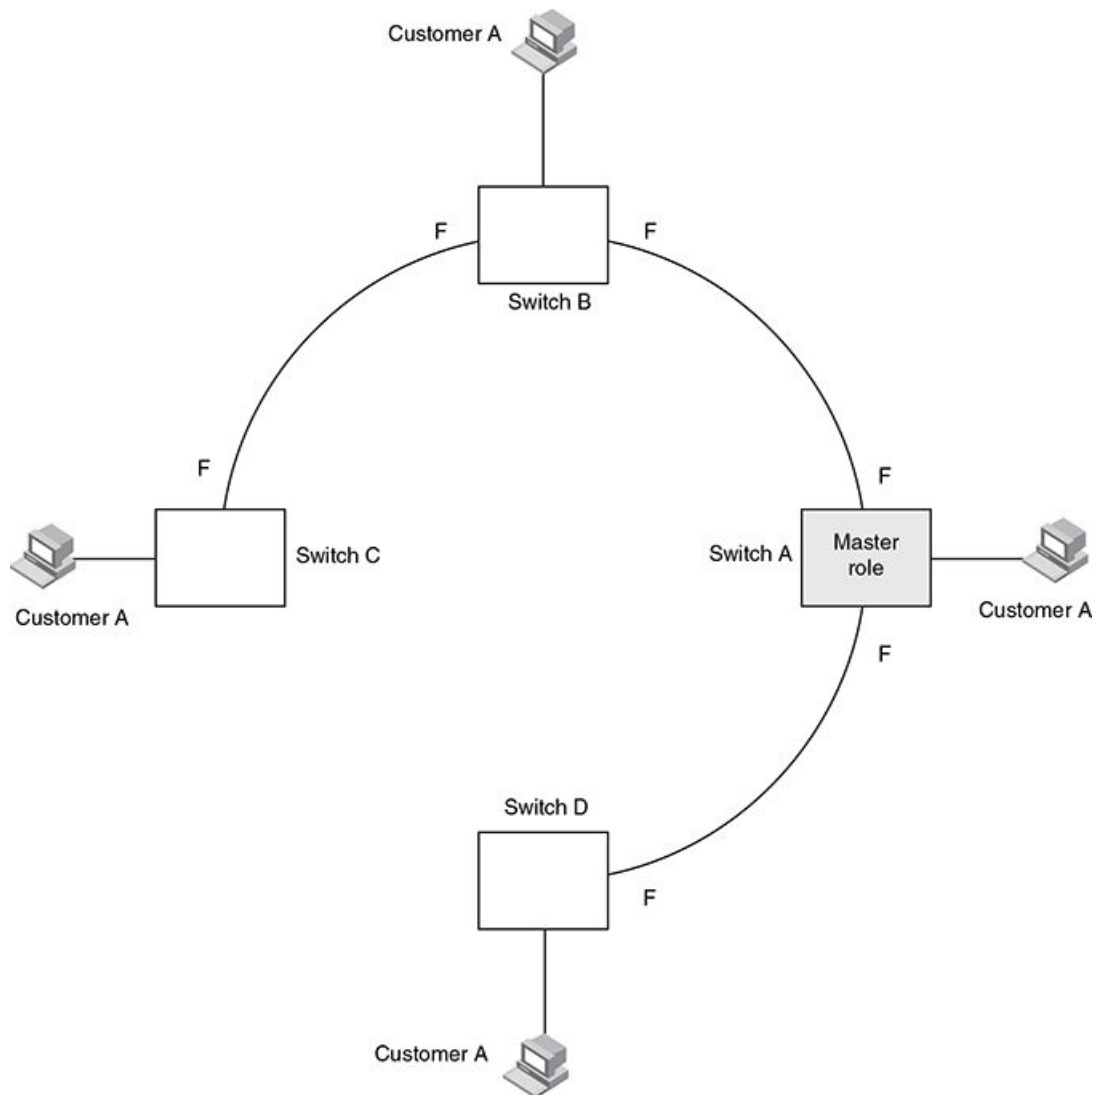 Customer A
F
F
Switch B
F
F
Switch A
Master
role
Switch C
Customer A
Customer A
F
Switch D
F
Customer A